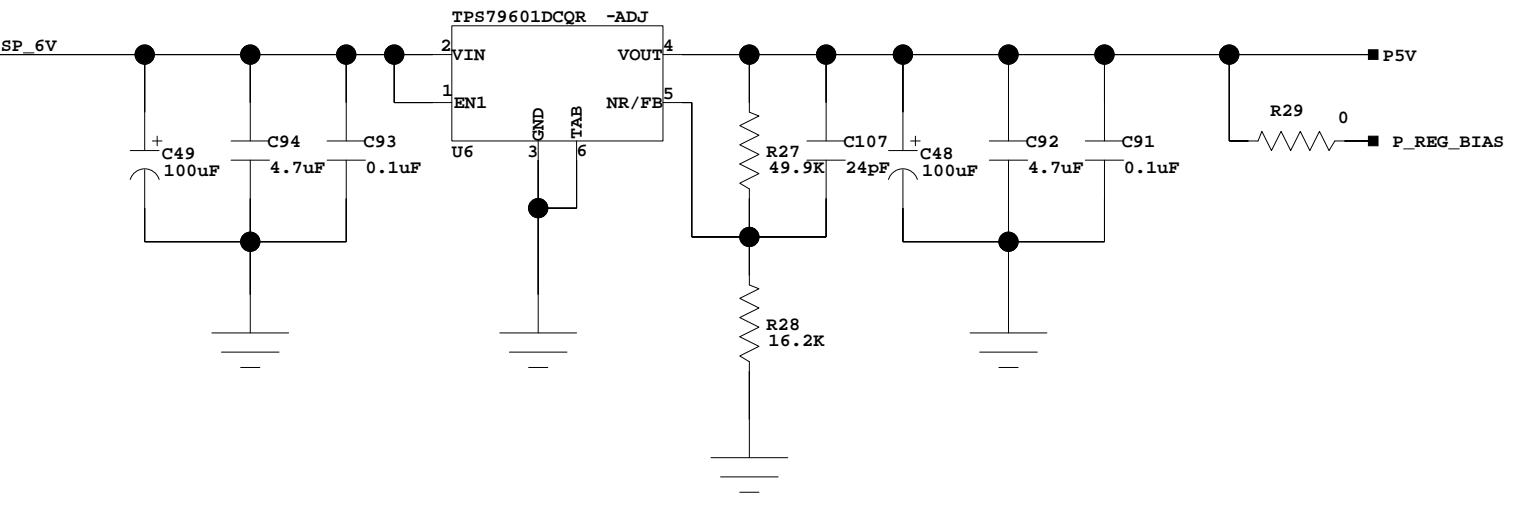 TPS79601DCQR -ADJ
SP_6V
2
VIN
VOUT
4
P5V
1
EN1
NR/FB
5
GND
TAB
R29
0
U6
3
6
C49
100uF
C94
4.7uF
C93
0.1uF
R27
49.9K
C107
24pF
C48
100uF
C92
4.7uF
C91
0.1uF
P_REG_BIAS
+
+
R28
16.2K